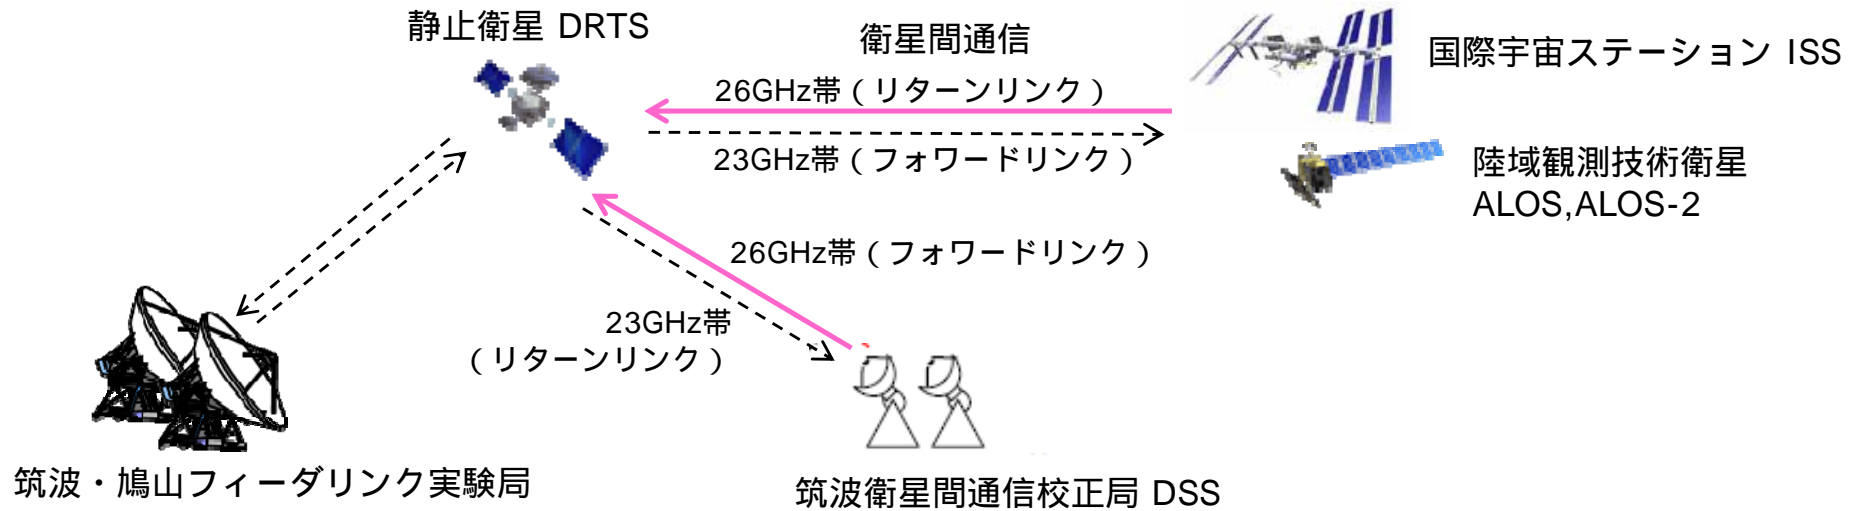 静止衛星 DRTS
衛星間通信
国際宇宙ステーション ISS
26GHz帯（リターンリンク）
23GHz帯（フォワードリンク）
陸域観測技術衛星
ALOS,ALOS-2
26GHz帯（フォワードリンク）
23GHz帯
（リターンリンク）
筑波・鳩山フィーダリンク実験局
筑波衛星間通信校正局 DSS